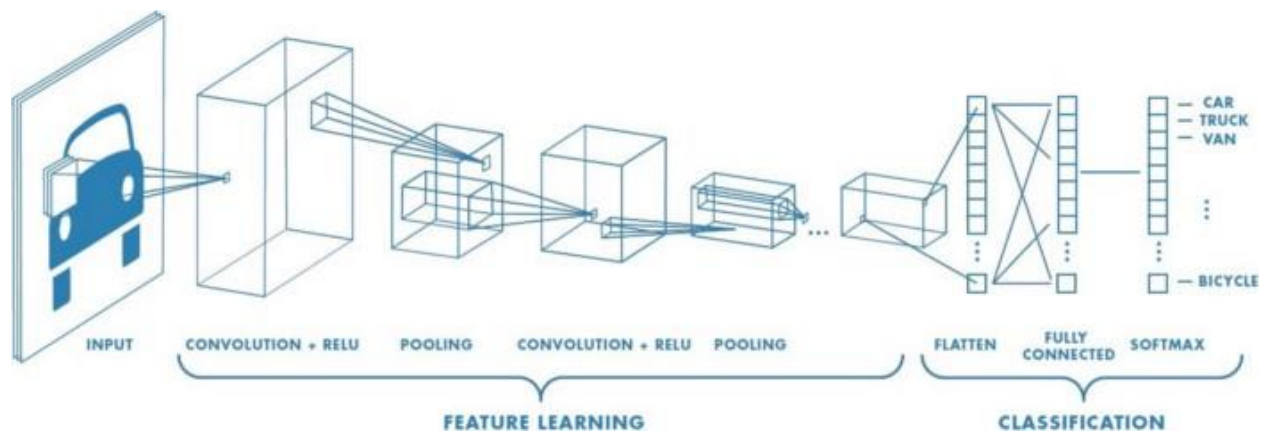 CAR
TRUCK
VAN
BICYCLE
INPUT
CONVOLUTION + RELU
POOLING
CONVOLUTION + RELU
POOLING
FLATTEN
FULLY
CONNECTED
SOFTMAX
FEATURE LEARNING
CLASSIFICATION